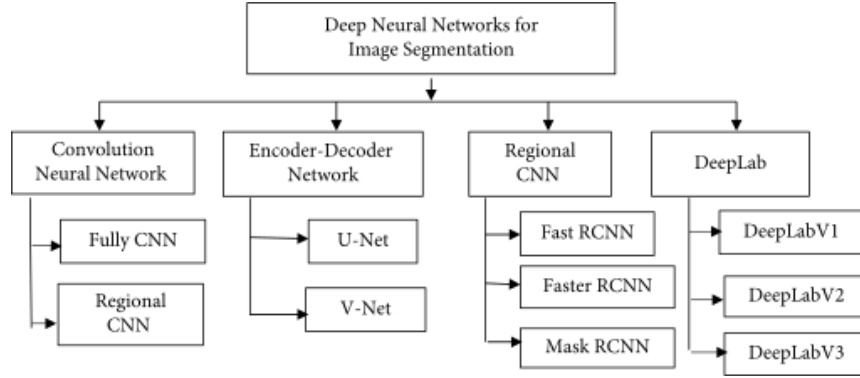 Deep Neural Networks for
Image Segmentation
Convolution
Neural Network
Fully CNN
Regional
CNN
Encoder-Decoder
Network
U-Net
V-Net
Regional
CNN
Fast RCNN
Faster RCNN
Mask RCNN
DeepLab
DeepLabV1
DeepLabV2
DeepLabV3